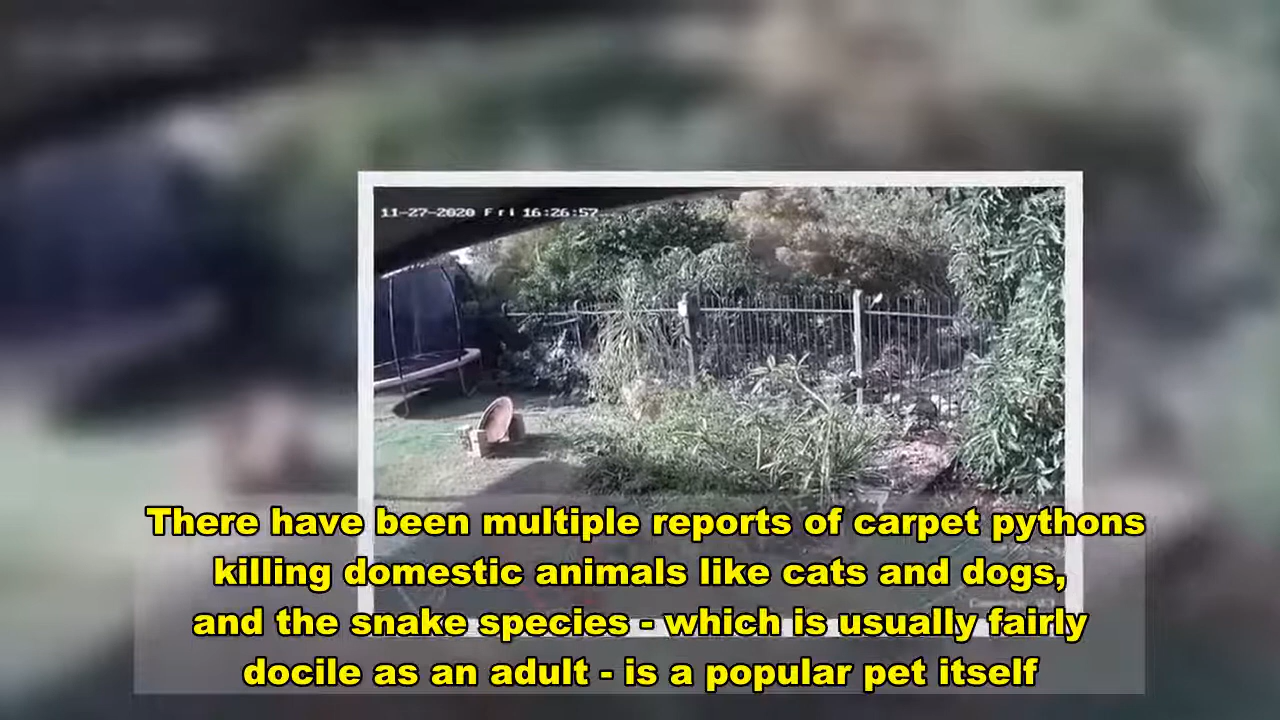 11-27-2020 Fri 16:26:57
There have been multiple reports of carpet pythons
killing domestic animals like cats and dogs,
and the snake species - which is usually fairly
docile as an adult - is a popular pet itself